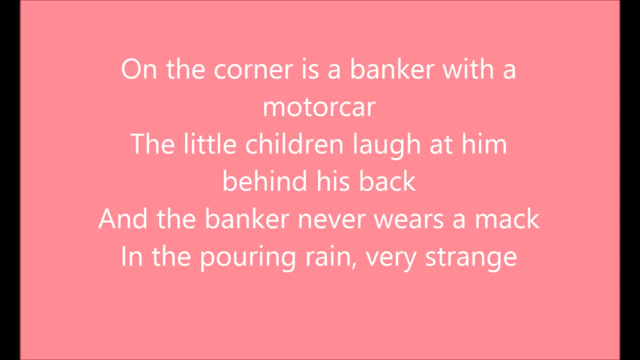 On the corner is a banker with a
motorcar
The little children laugh at him
behind his back
And the banker never wears a mack
In the pouring rain, very strange